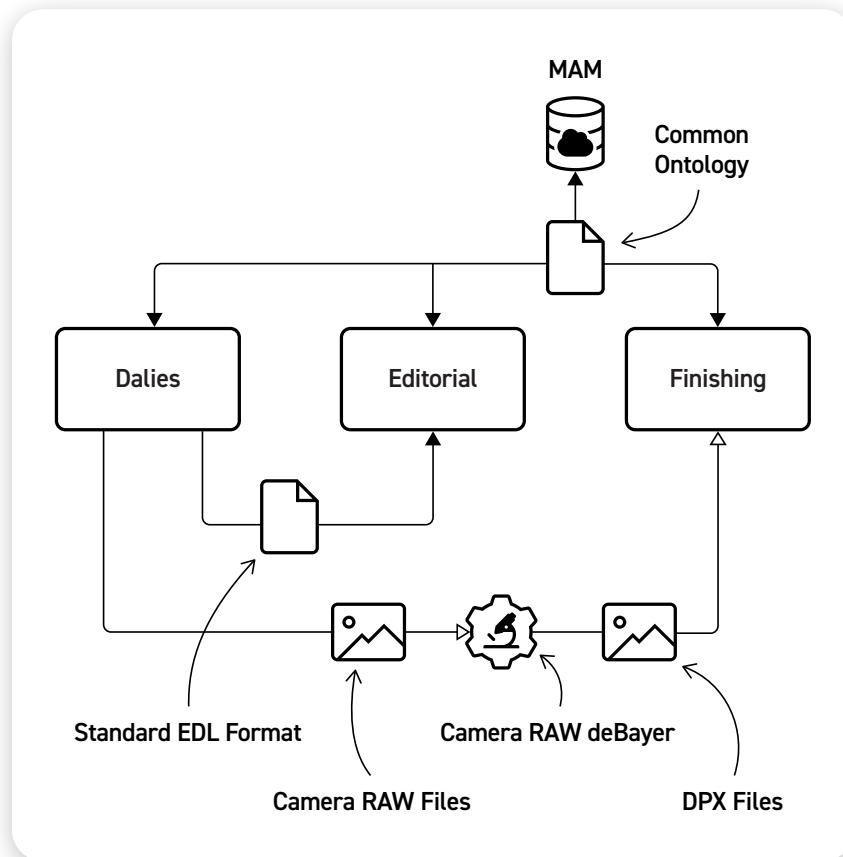 MAM
Common
Ontology
Dalies
Editorial
Finishing
Standard EDL Format
Camera RAW deBayer
Camera RAW Files
DPX Files